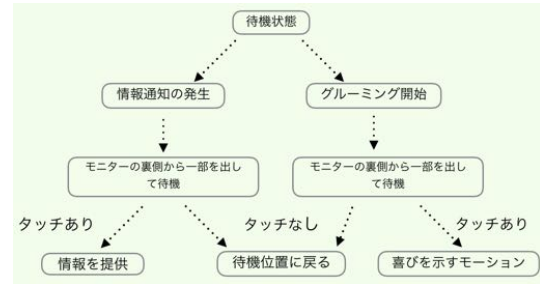 待機状態
情報通知の発生
グルーミング開始
モニターの裏側から一部を出し
て待機
モニターの裏側から一部を出し
て待機
タッチあり
タッチなし
タッチあり
情報を提供
待機位置に戻る
喜びを示すモーション